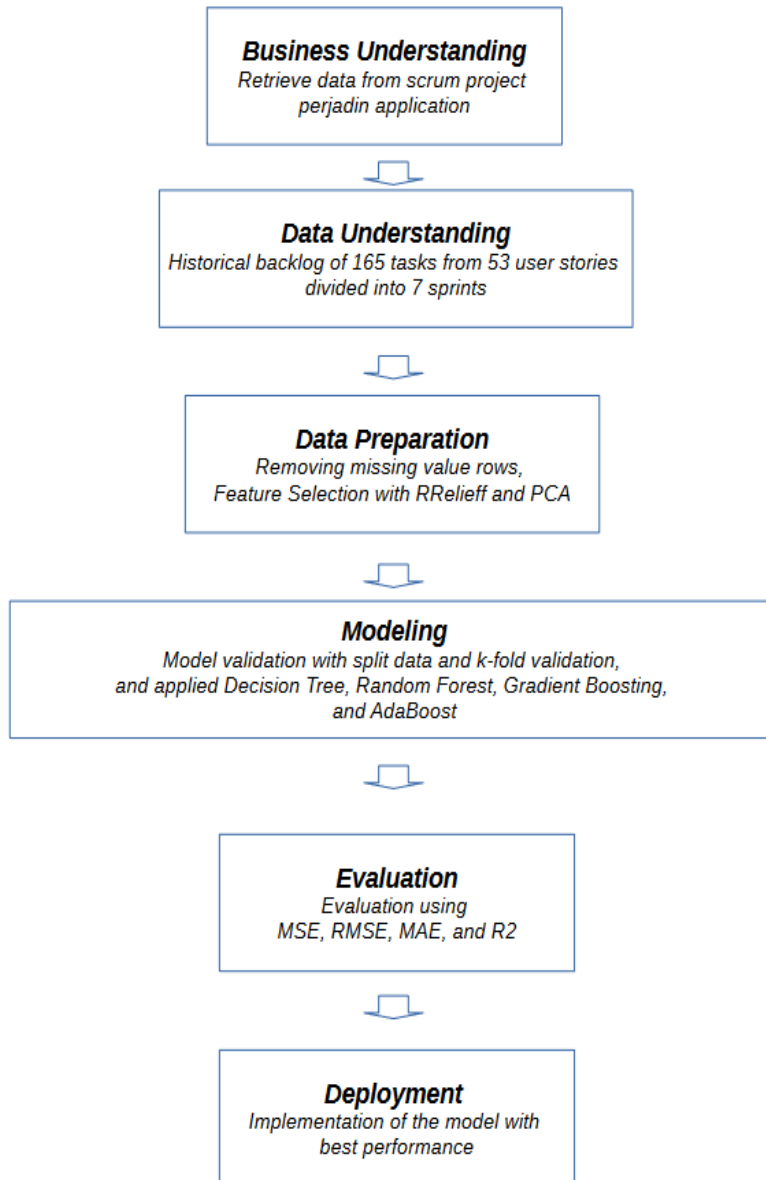 Business Understanding
Retrieve data from scrum project
perjadin application
Data Understanding
Historical backlog of 165 tasks from 53 user stories
divided into 7 sprints
Data Preparation
Removing missing value rows,
Feature Selection with RRelieff and PCA
Modeling
Model validation with split data and k-fold validation,
and applied Decision Tree, Random Forest, Gradient Boosting,
and AdaBoost
Evaluation
Evaluation using
MSE, RMSE, MAE, and R2
Deployment
Implementation of the model with
best performance